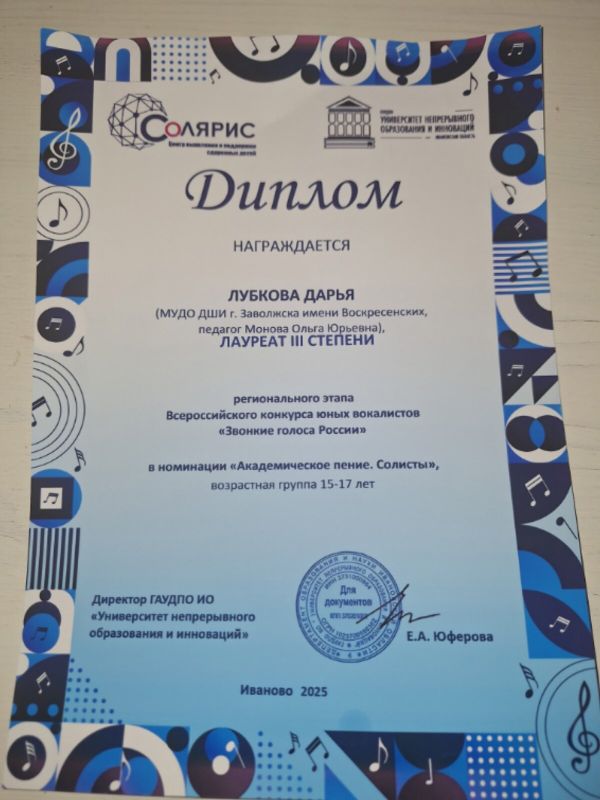 СОЛЯРИС
Центр выявления и поддержки
одаренных детей
УНИВЕРСИТЕТ НЕПРЕРЫВНОГО
ОБРАЗОВАНИЯ И ИННОВАЦИЙ
Диплом
НАГРАЖДАЕТСЯ
ЛУБКОВА ДАРЬЯ
(МУДО ДШИ г. Заволжска имени Воскресенских,
педагог Монова Ольга Юрьевна),
ЛАУРЕАТ III СТЕПЕНИ
регионального этапа
Всероссийского конкурса юных вокалистов
«Звонкие голоса России»
в номинации «Академическое пение. Солисты»,
возрастная группа 15-17 лет
Директор ГАУДПО ИО
«Университет непрерывного
образования и инноваций»
Для
документов
Е.А. Юферова
Иваново 2025